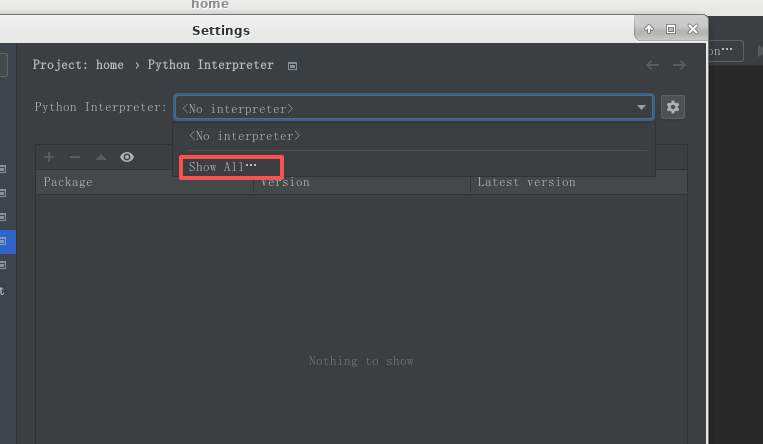 home
Settings
on…
Project: home › Python Interpreter
Python Interpreter: <No interpreter>
<No interpreter>
Show All…
Package Version Latest version
t
Nothing to show